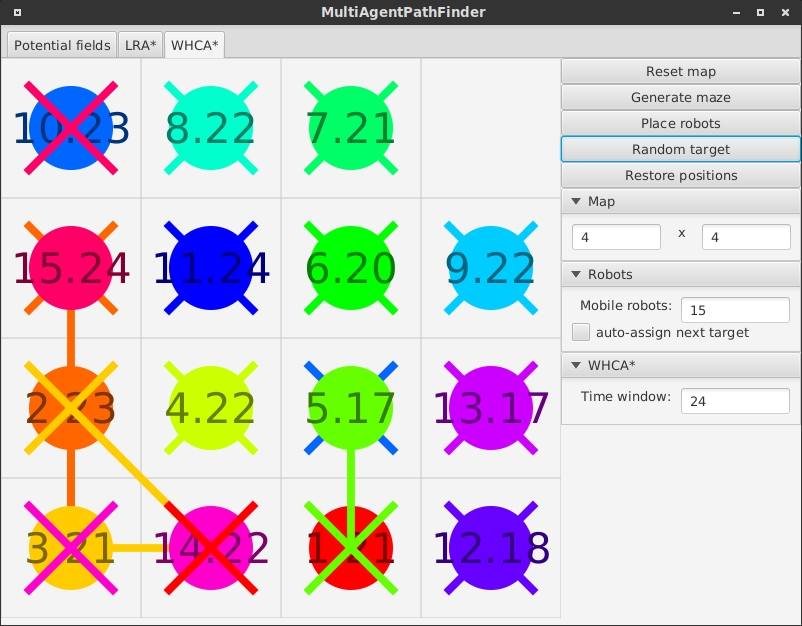 MultiAgentPathFinder
Potential fields LRA* WHCA*
10.23 8.22 7.21
15.24 11.24 6.20 9.22
2.23 4.22 5.17 13.17
3.21 14.22 1.21 12.18
Reset map
Generate maze
Place robots
Random target
Restore positions
Map
4 x 4
Robots
Mobile robots: 15
auto-assign next target
WHCA*
Time window: 24